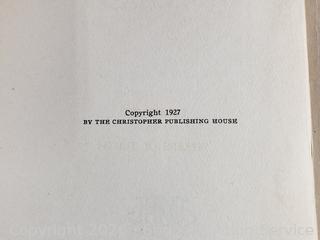 Copyright 1927
BY THE CHRISTOPHER PUBLISHING HOUSE